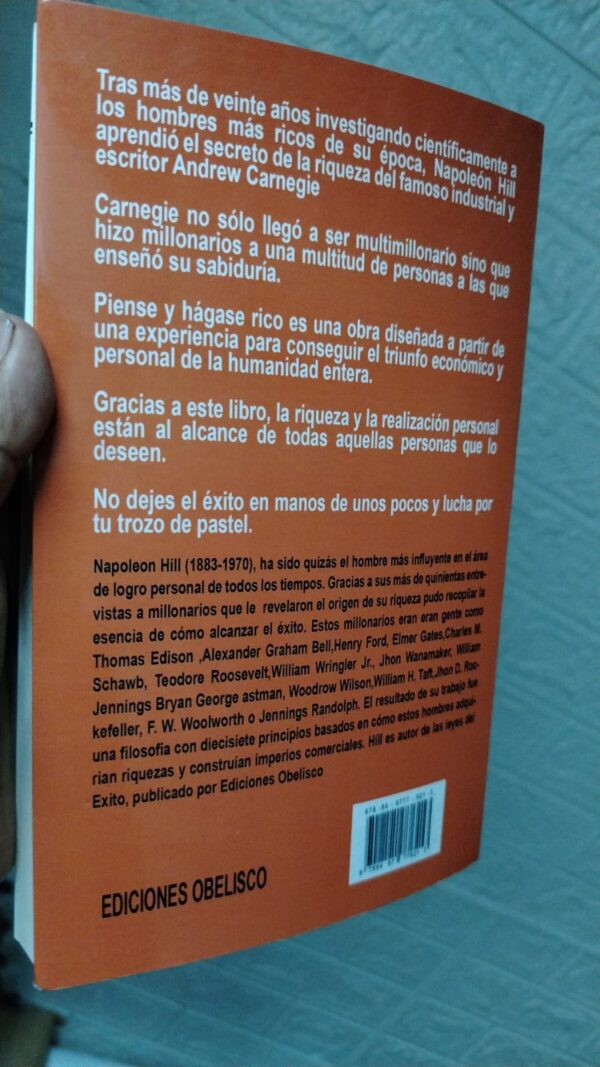 Tras más de veinte años investigando científicamente a
los hombres más ricos de su época, Napoleón Hill
aprendió el secreto de la riqueza del famoso industrial y
escritor Andrew Carnegie
Carnegie no sólo llegó a ser multimillonario sino que
hizo millonarios a una multitud de personas a las que
enseñó su sabiduría.
Piense y hágase rico es una obra diseñada a partir de
una experiencia para conseguir el triunfo económico y
personal de la humanidad entera.
Gracias a este libro, la riqueza y la realización personal
están al alcance de todas aquellas personas que lo
deseen.
No dejes el éxito en manos de unos pocos y lucha por
tu trozo de pastel.
Napoleon Hill (1883-1970), ha sido quizás el hombre más influyente en el área
de logro personal de todos los tiempos. Gracias a sus más de quinientas entre-
vistas a millonarios que le revelaron el origen de su riqueza pudo recopilar la
esencia de cómo alcanzar el éxito. Estos millonarios eran eran gente como
Thomas Edison ,Alexander Graham Bell,Henry Ford, Elmer Gates,Charles M.
Schawb, Teodore Roosevelt,William Wringler Jr., Jhon Wanamaker, William
Jennings Bryan George astman, Woodrow Wilson,William H. Taft,Jhon D. Roc-
kefeller, F. W. Woolworth o Jennings Randolph. El resultado de su trabajo fue
una filosofia con diecisiete principios basados en cómo estos hombres adqui-
rian riquezas y construían imperios comerciales. Hill es autor de las leyes del
Exito, publicado por Ediciones Obelisco
EDICIONES OBELISCO